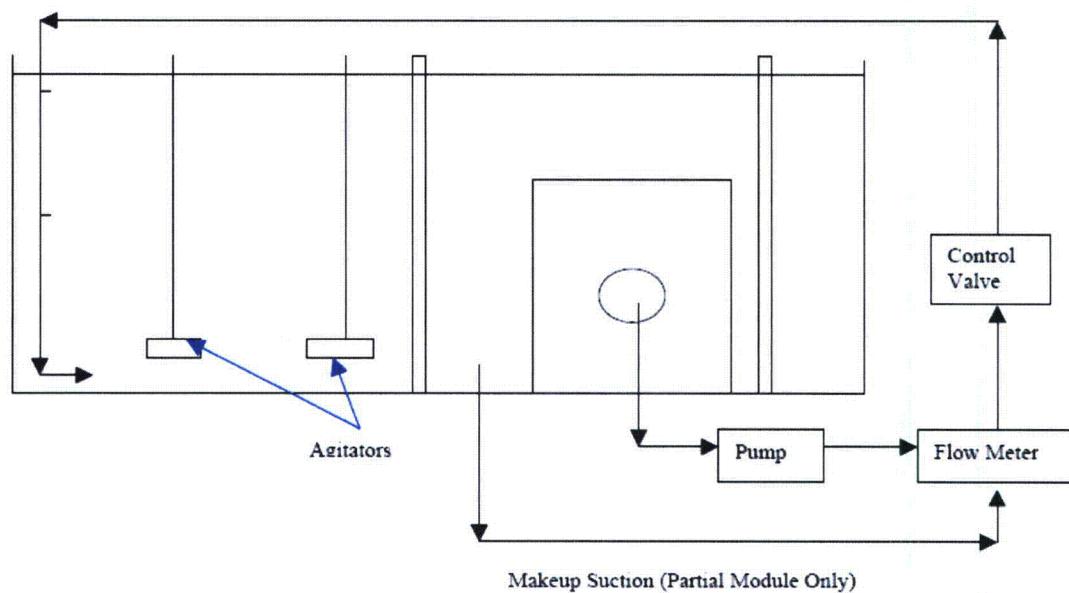 Control
Valve
Agitators
Pump
Flow Meter
Makeup Suction (Partial Module Only)